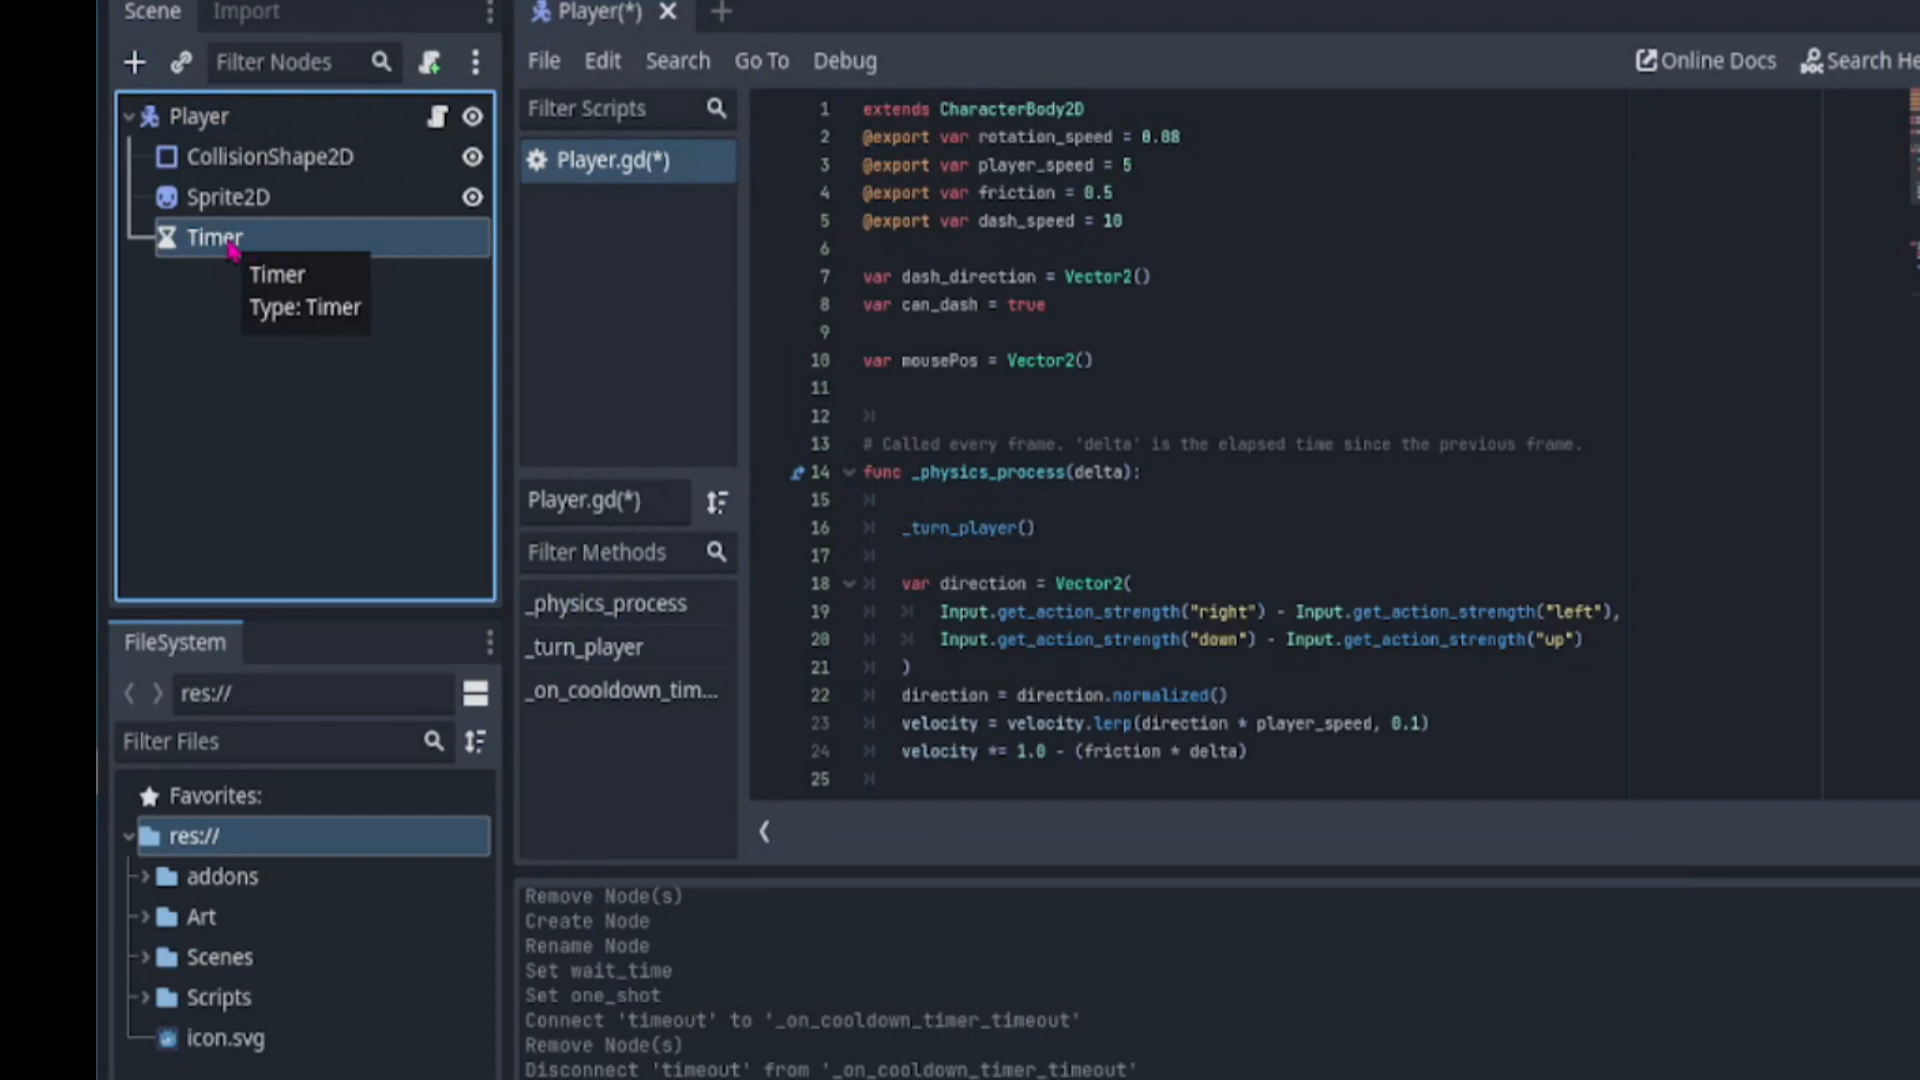 Scene
Import
Filter Nodes
Player
CollisionShape2D
Sprite2D
Timer
Timer
Type: Timer
FileSystem
res://
Filter Files
Favorites:
res://
addons
Art
Scenes
Scripts
icon.svg
Player(*)
File Edit Search Go To Debug
Online Docs
Search He
Filter Scripts
Player.gd(*)
Player.gd(*)
Filter Methods
_physics_process
_turn_player
_on_cooldown_tim...
1 extends CharacterBody2D
2 @export var rotation_speed = 0.08
3 @export var player_speed = 5
4 @export var friction = 0.5
5 @export var dash_speed = 10
6
7 var dash_direction = Vector2()
8 var can_dash = true
9
10 var mousePos = Vector2()
11
12
13 # Called every frame. 'delta' is the elapsed time since the previous frame.
14 func _physics_process(delta):
15
16 _turn_player()
17
18 var direction = Vector2(
19 Input.get_action_strength("right") - Input.get_action_strength("left"),
20 Input.get_action_strength("down") - Input.get_action_strength("up")
21 )
22 direction = direction.normalized()
23 velocity = velocity.lerp(direction * player_speed, 0.1)
24 velocity *= 1.0 - (friction * delta)
25
Remove Node(s)
Create Node
Rename Node
Set wait_time
Set one_shot
Connect 'timeout' to '_on_cooldown_timer_timeout'
Remove Node(s)
Disconnect 'timeout' from '_on_cooldown_timer_timeout'